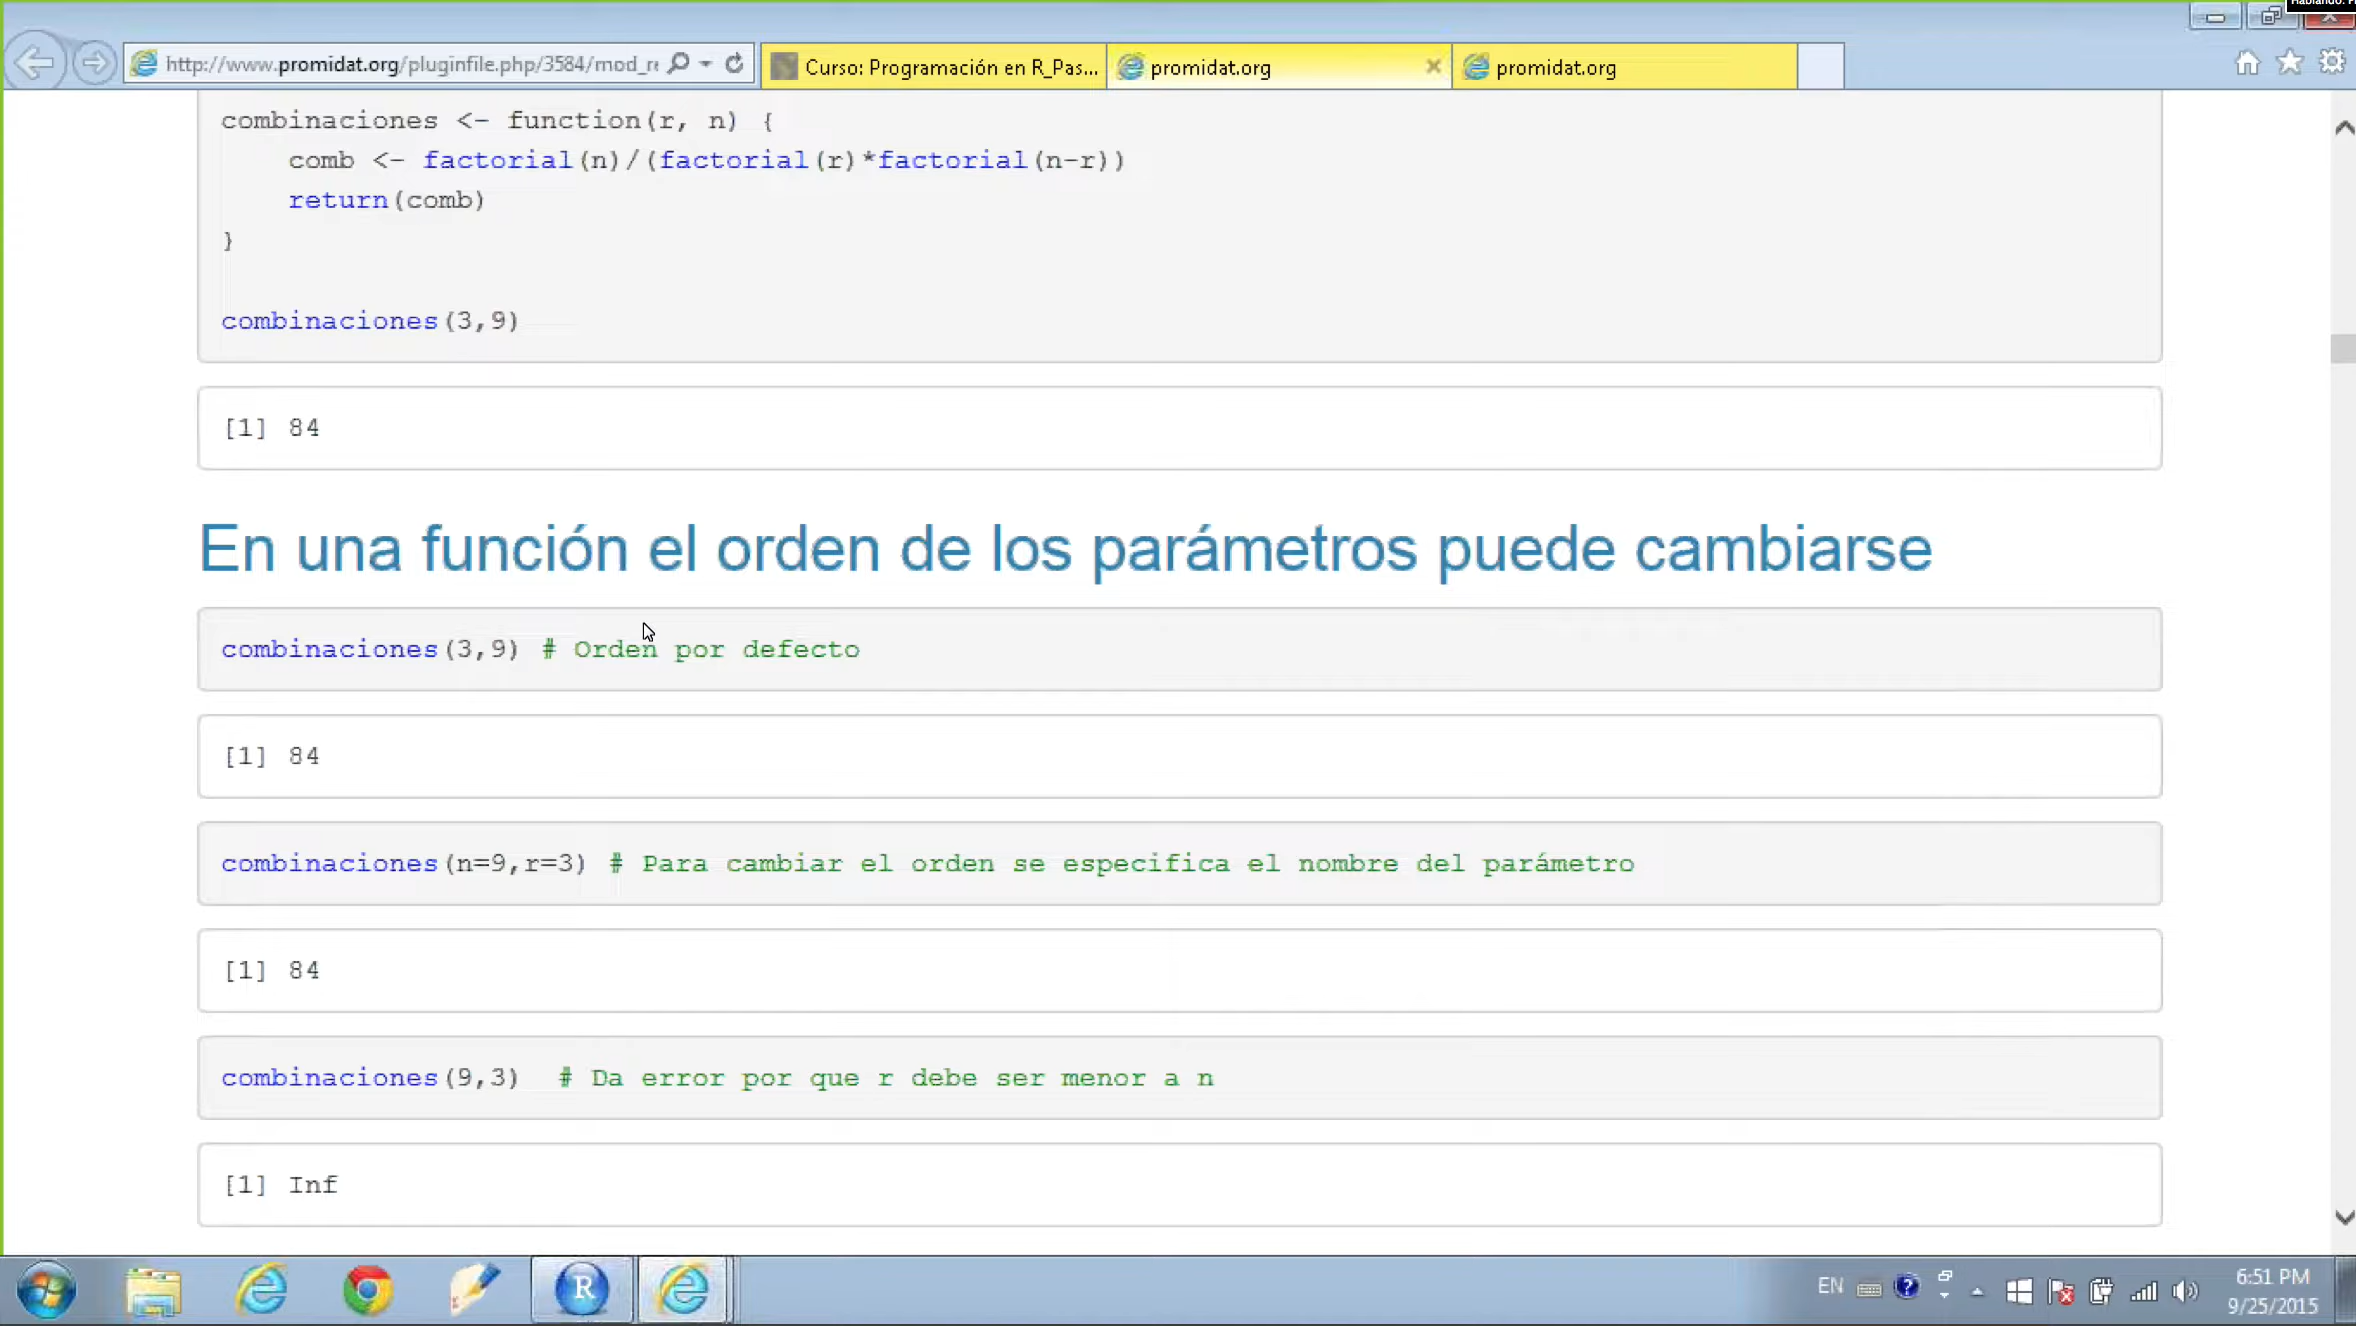 Hablando:
http://www.promidat.org/pluginfile.php/3584/mod_re
Curso: Programación en R_Pas...
promidat.org
promidat.org
combinaciones <- function(r, n) {
    comb <- factorial(n)/(factorial(r)*factorial(n-r))
    return(comb)
}
combinaciones(3,9)
[1] 84
En una función el orden de los parámetros puede cambiarse
combinaciones(3,9) # Orden por defecto
[1] 84
combinaciones(n=9,r=3) # Para cambiar el orden se especifica el nombre del parámetro
[1] 84
combinaciones(9,3)  # Da error por que r debe ser menor a n
[1] Inf
R
EN
6:51 PM
9/25/2015